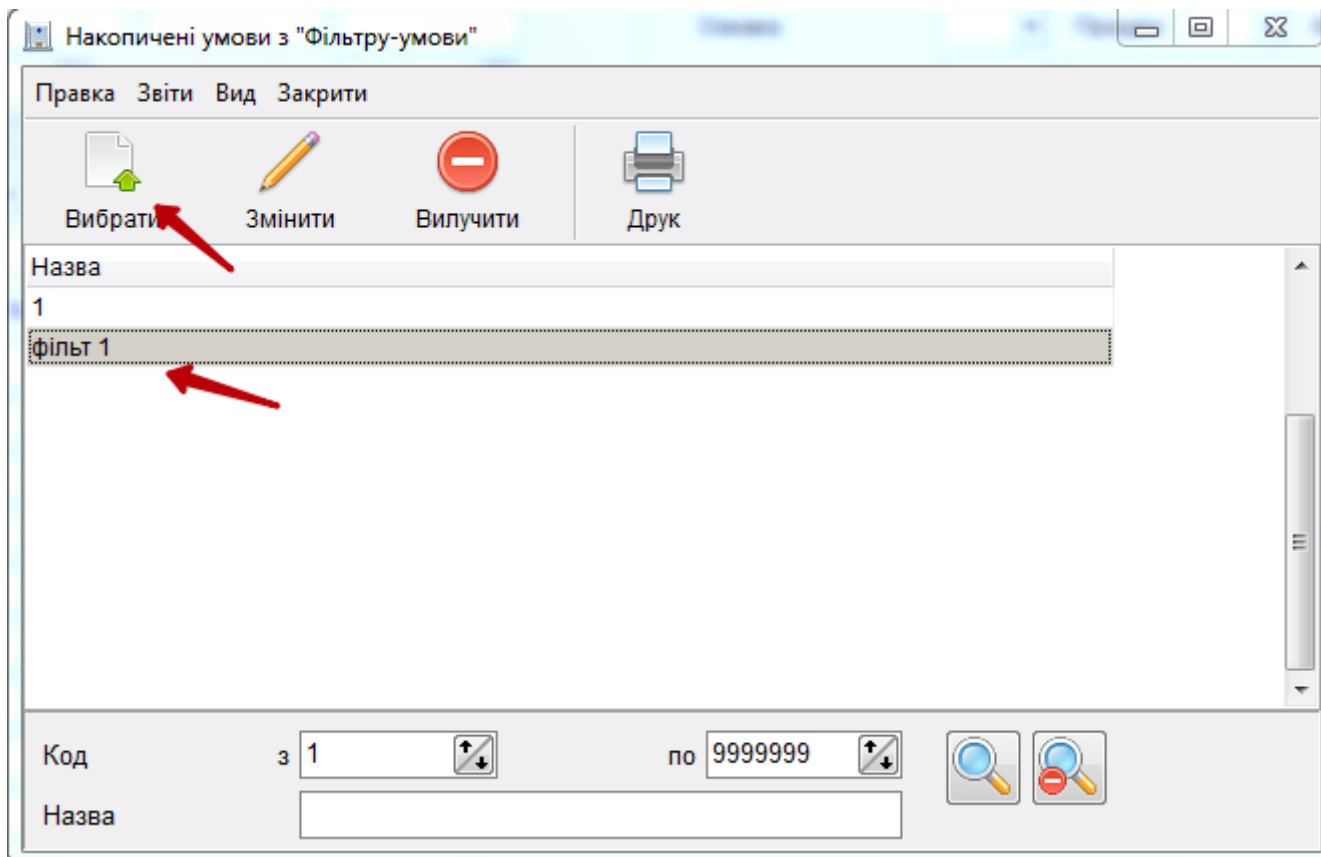 Накопичені умови з "Фільтру-умови"
Правка Звіти Вид Закрити
Вибрати Змінити Вилучити Друк
Назва
1
фільт 1
Код з 1 по 9999999
Назва